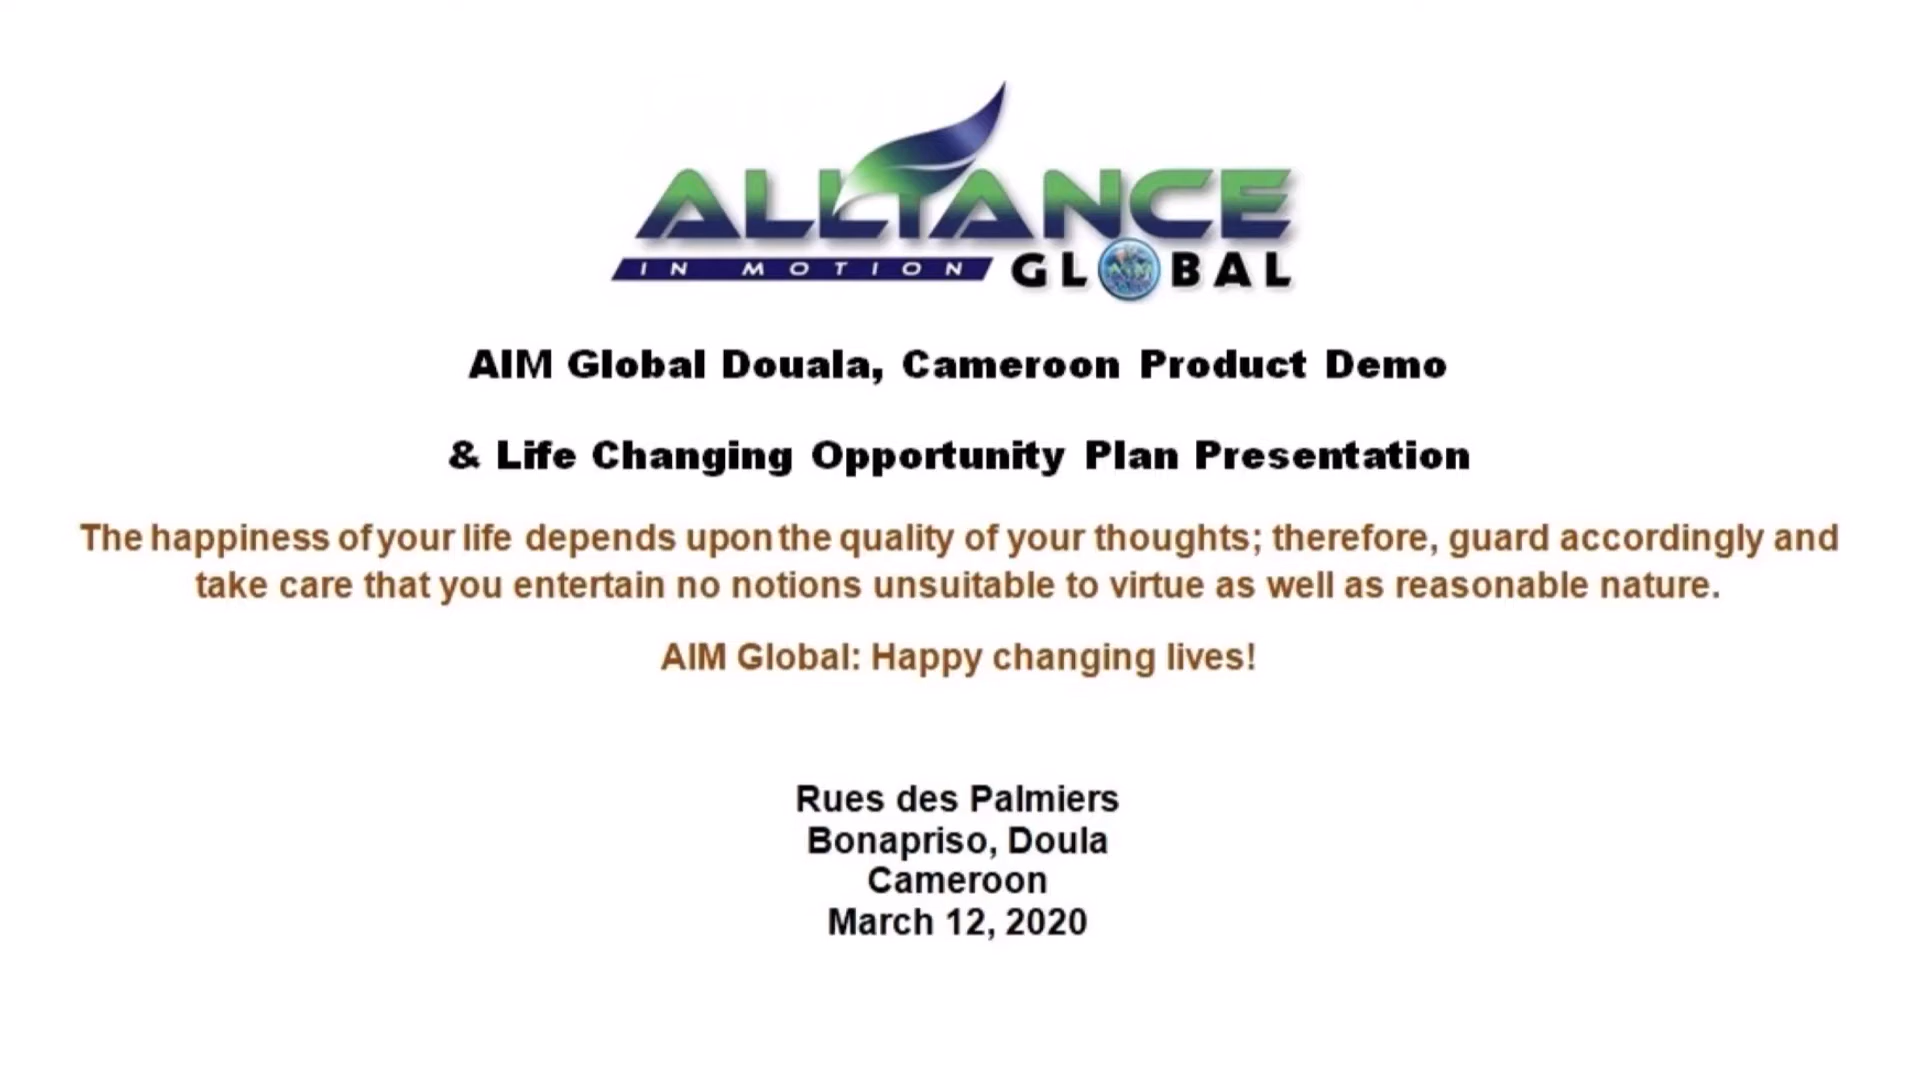 ALLIANCE
IN MOTION GLOBAL
AIM Global Douala, Cameroon Product Demo
& Life Changing Opportunity Plan Presentation
The happiness of your life depends upon the quality of your thoughts; therefore, guard accordingly and
take care that you entertain no notions unsuitable to virtue as well as reasonable nature.
AIM Global: Happy changing lives!
Rues des Palmiers
Bonapriso, Doula
Cameroon
March 12, 2020